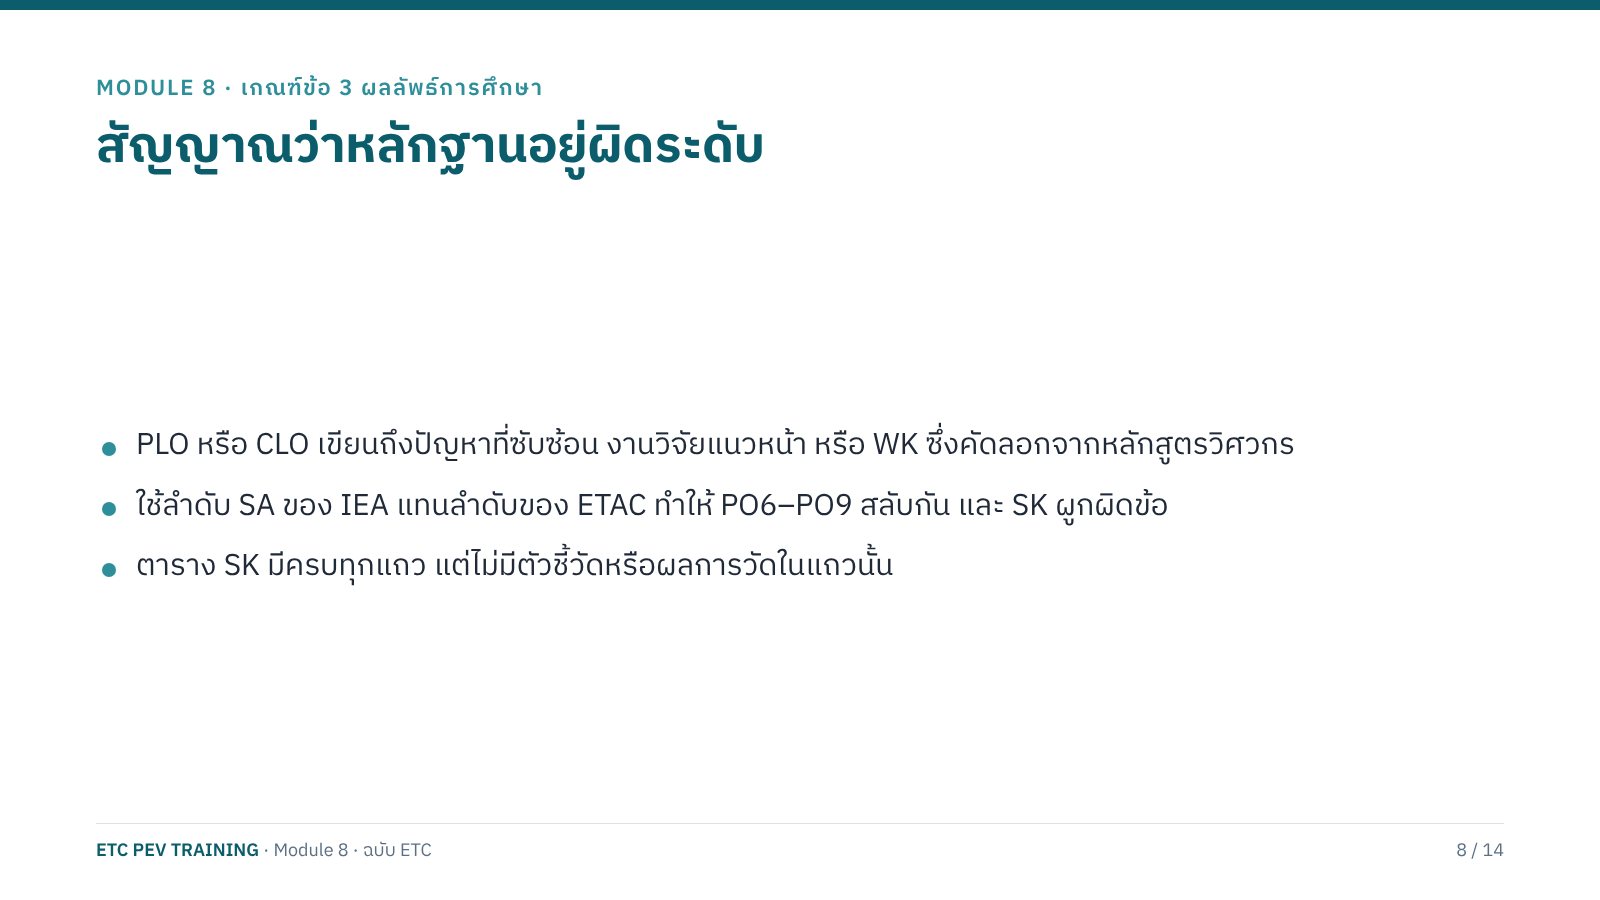 MODULE 8 · เกณฑ์ข้อ 3 ผลลัพธ์การศึกษา
สัญญาณว่าหลักฐานอยู่ผิดระดับ
PLO หรือ CLO เขียนถึงปัญหาที่ซับซ้อน งานวิจัยแนวหน้า หรือ WK ซึ่งคัดลอกจากหลักสูตรวิศวกร
ใช้ลำดับ SA ของ IEA แทนลำดับของ ETAC ทำให้ PO6–PO9 สลับกัน และ SK ผูกผิดข้อ
ตาราง SK มีครบทุกแถว แต่ไม่มีตัวชี้วัดหรือผลการวัดในแถวนั้น
ETC PEV TRAINING · Module 8 · ฉบับ ETC
8 / 14